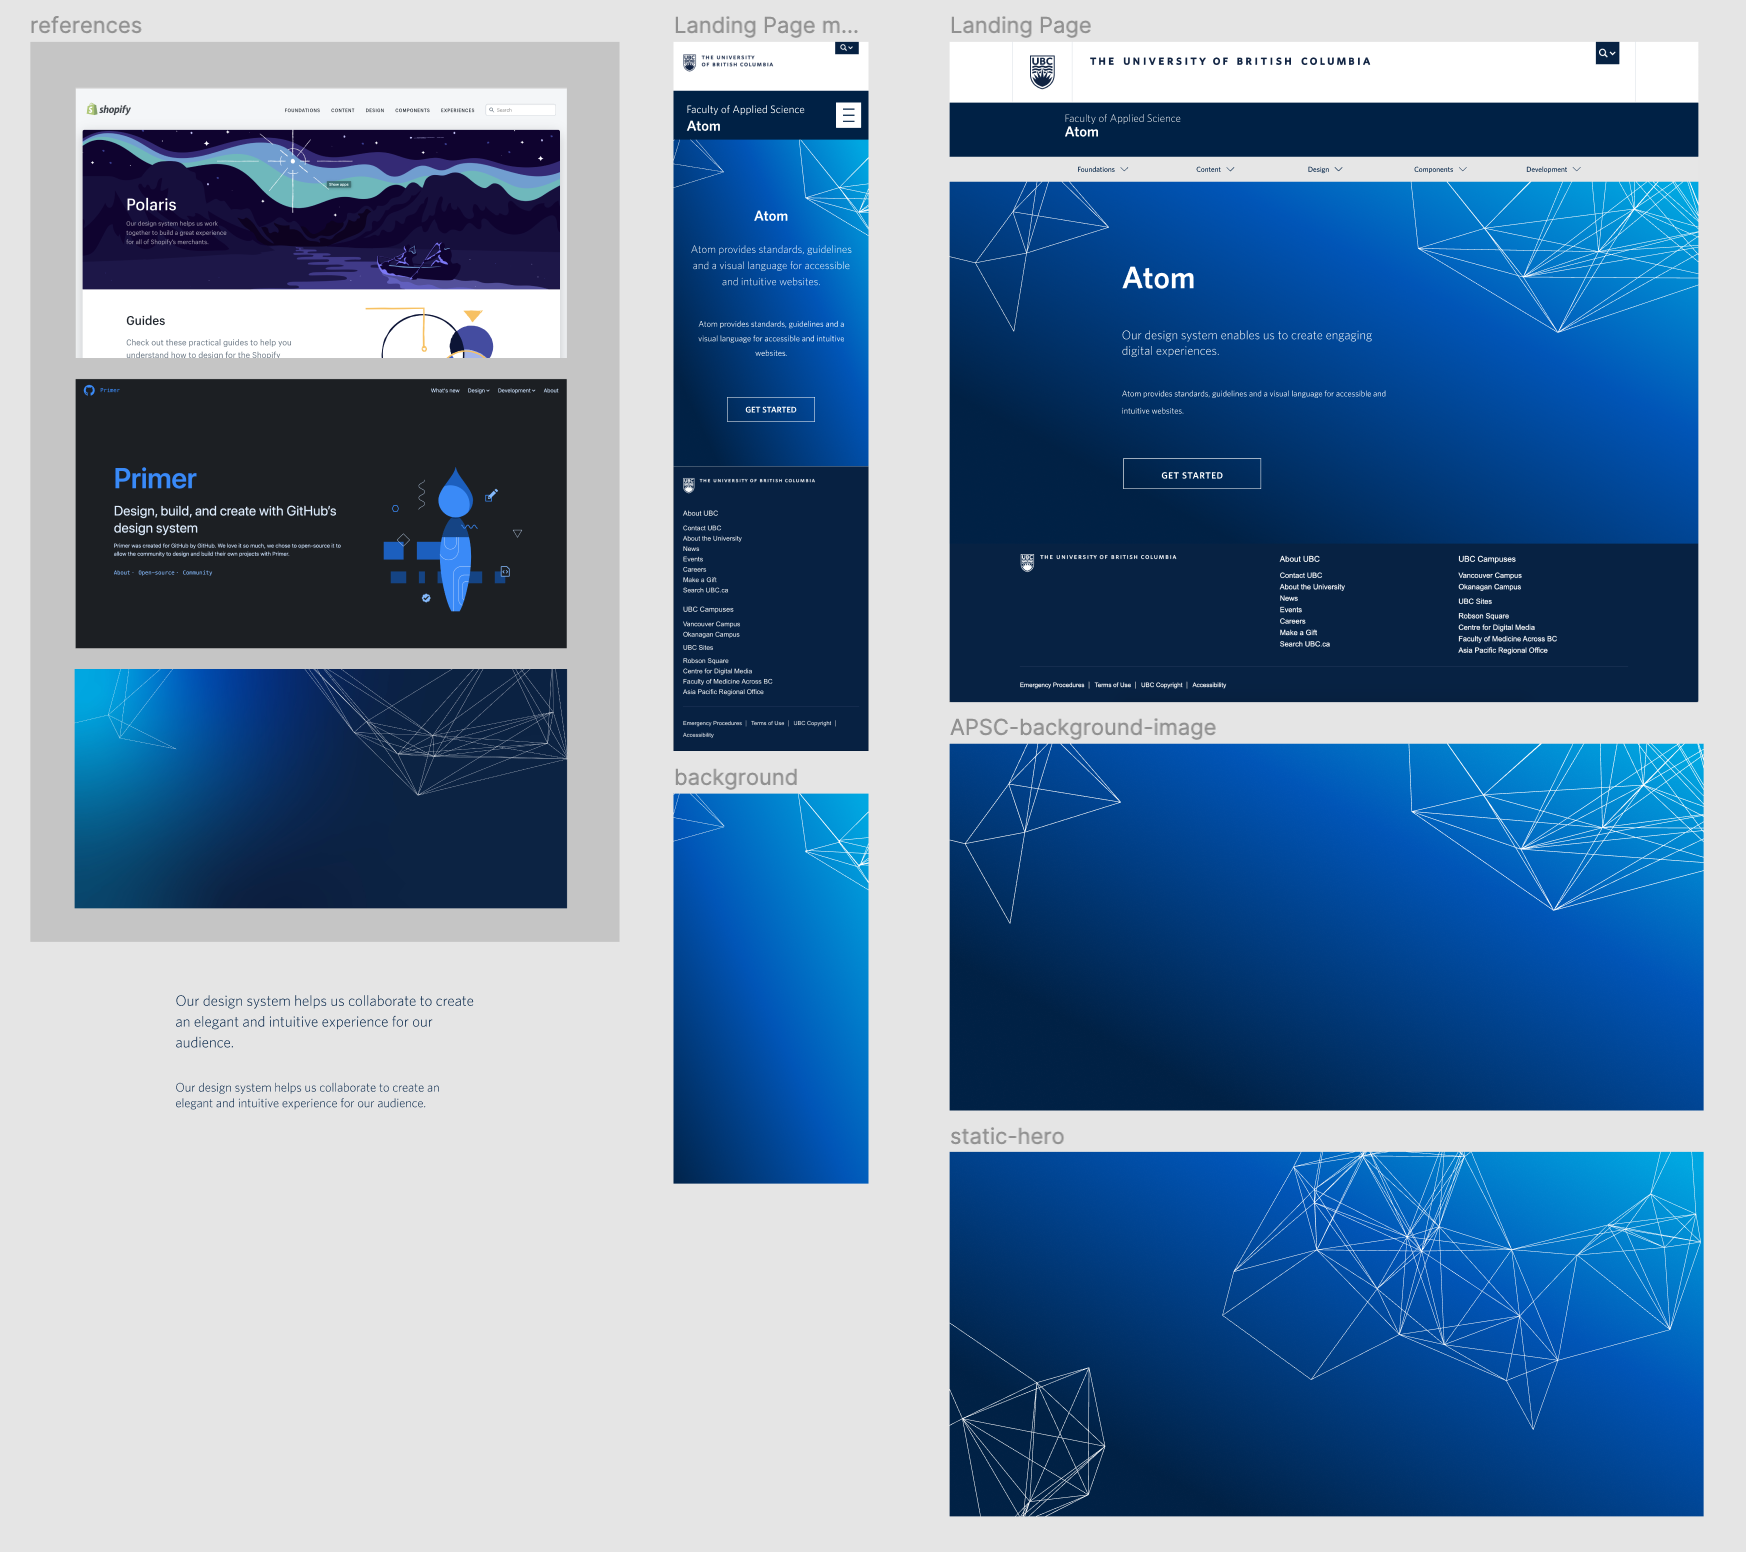 references
shopify
FOUNDATIONS CONTENT DESIGN COMPONENTS EXPERIENCES Search
Show apps
Polaris
Our design system helps us work
together to build a great experience
for all of Shopify's merchants.
Guides
Check out these practical guides to help you
understand how to design for the Shopify
Primer
What's new Design Development About
Primer
Design, build, and create with GitHub's
design system
Primer was created for GitHub by GitHub. We love it so much, we chose to open-source it to
allow the community to design and build their own projects with Primer.
About · Open-source · Community
Our design system helps us collaborate to create
an elegant and intuitive experience for our
audience.
Our design system helps us collaborate to create an
elegant and intuitive experience for our audience.
Landing Page m...
UBC
THE UNIVERSITY
OF BRITISH COLUMBIA
Faculty of Applied Science
Atom
Atom
Atom provides standards, guidelines
and a visual language for accessible
and intuitive websites.
Atom provides standards, guidelines and a
visual language for accessible and intuitive
websites.
GET STARTED
UBC
THE UNIVERSITY OF BRITISH COLUMBIA
About UBC
Contact UBC
About the University
News
Events
Careers
Make a Gift
Search UBC.ca
UBC Campuses
Vancouver Campus
Okanagan Campus
UBC Sites
Robson Square
Centre for Digital Media
Faculty of Medicine Across BC
Asia Pacific Regional Office
Emergency Procedures | Terms of Use | UBC Copyright |
Accessibility
background
Landing Page
UBC
THE UNIVERSITY OF BRITISH COLUMBIA
Faculty of Applied Science
Atom
Foundations Content Design Components Development
Atom
Our design system enables us to create engaging
digital experiences.
Atom provides standards, guidelines and a visual language for accessible and
intuitive websites.
GET STARTED
UBC
THE UNIVERSITY OF BRITISH COLUMBIA
About UBC
Contact UBC
About the University
News
Events
Careers
Make a Gift
Search UBC.ca
UBC Campuses
Vancouver Campus
Okanagan Campus
UBC Sites
Robson Square
Centre for Digital Media
Faculty of Medicine Across BC
Asia Pacific Regional Office
Emergency Procedures | Terms of Use | UBC Copyright | Accessibility
APSC-background-image
static-hero